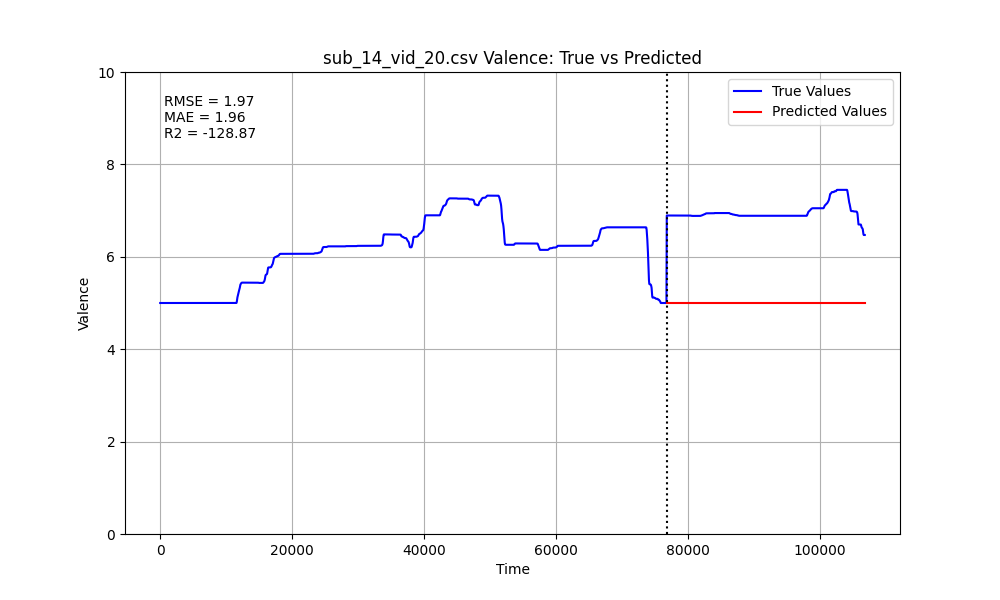 sub_14_vid_20.csv Valence: True vs Predicted
RMSE = 1.97
MAE = 1.96
R2 = -128.87
True Values
Predicted Values
10
8
6
4
2
0
Valence
0 20000 40000 60000 80000 100000
Time